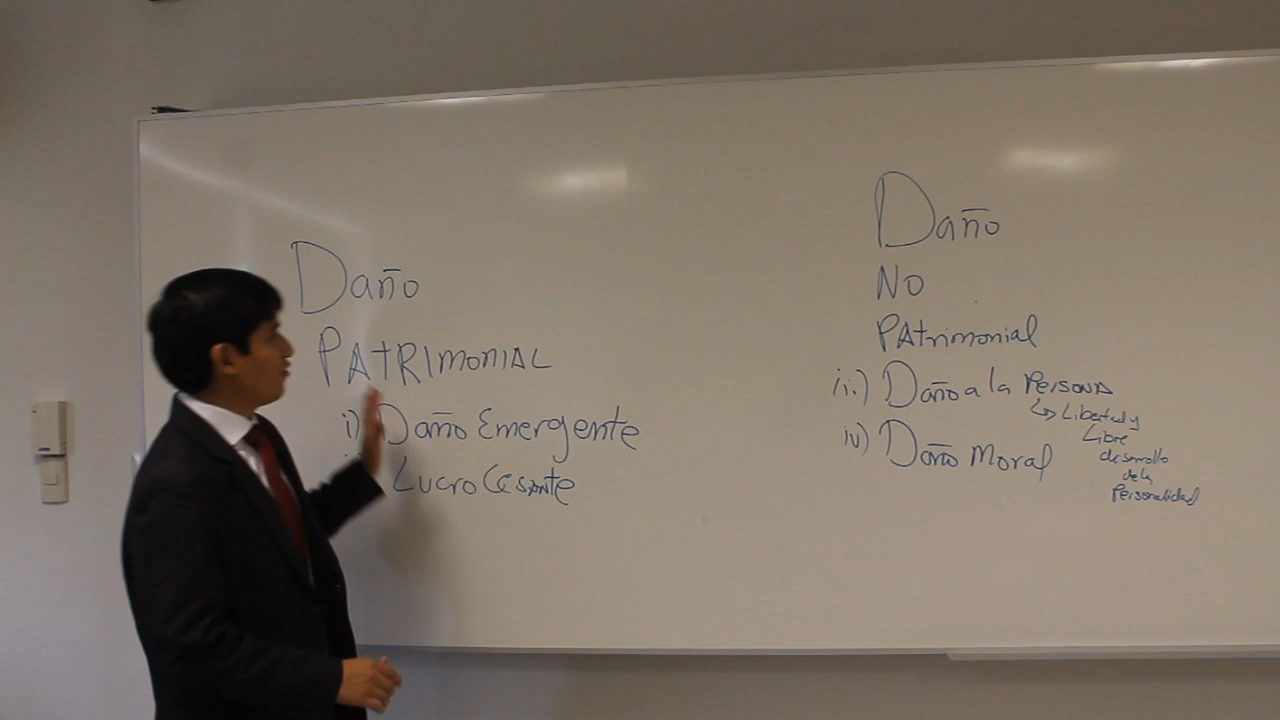 Daño
PATRIMONIAL
i) Daño Emergente
Lucro Cesante
Daño
NO
PAtrimonial
iii) Daño a la Persona
↳ Libertad y
Libre
desarrollo
de la
Personalidad
iv) Daño Moral